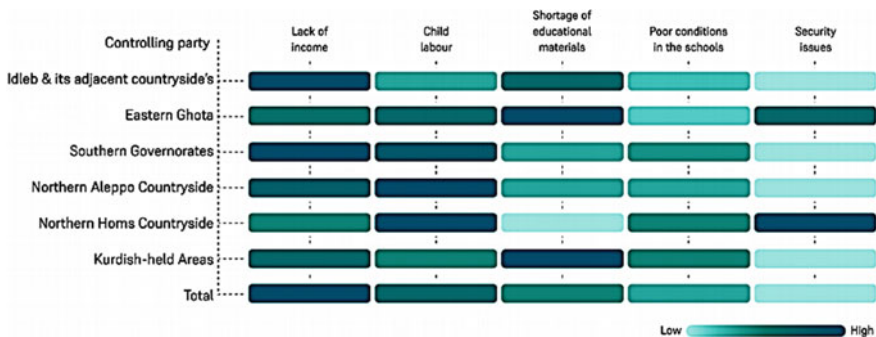 Controlling party
Lack of
income
Child
labour
Shortage of
educational
materials
Poor conditions
in the schools
Security
issues
Idleb & its adjacent countryside's
Eastern Ghota
Southern Governorates
Northern Aleppo Countryside
Northern Homs Countryside
Kurdish-held Areas
Total
Low
High